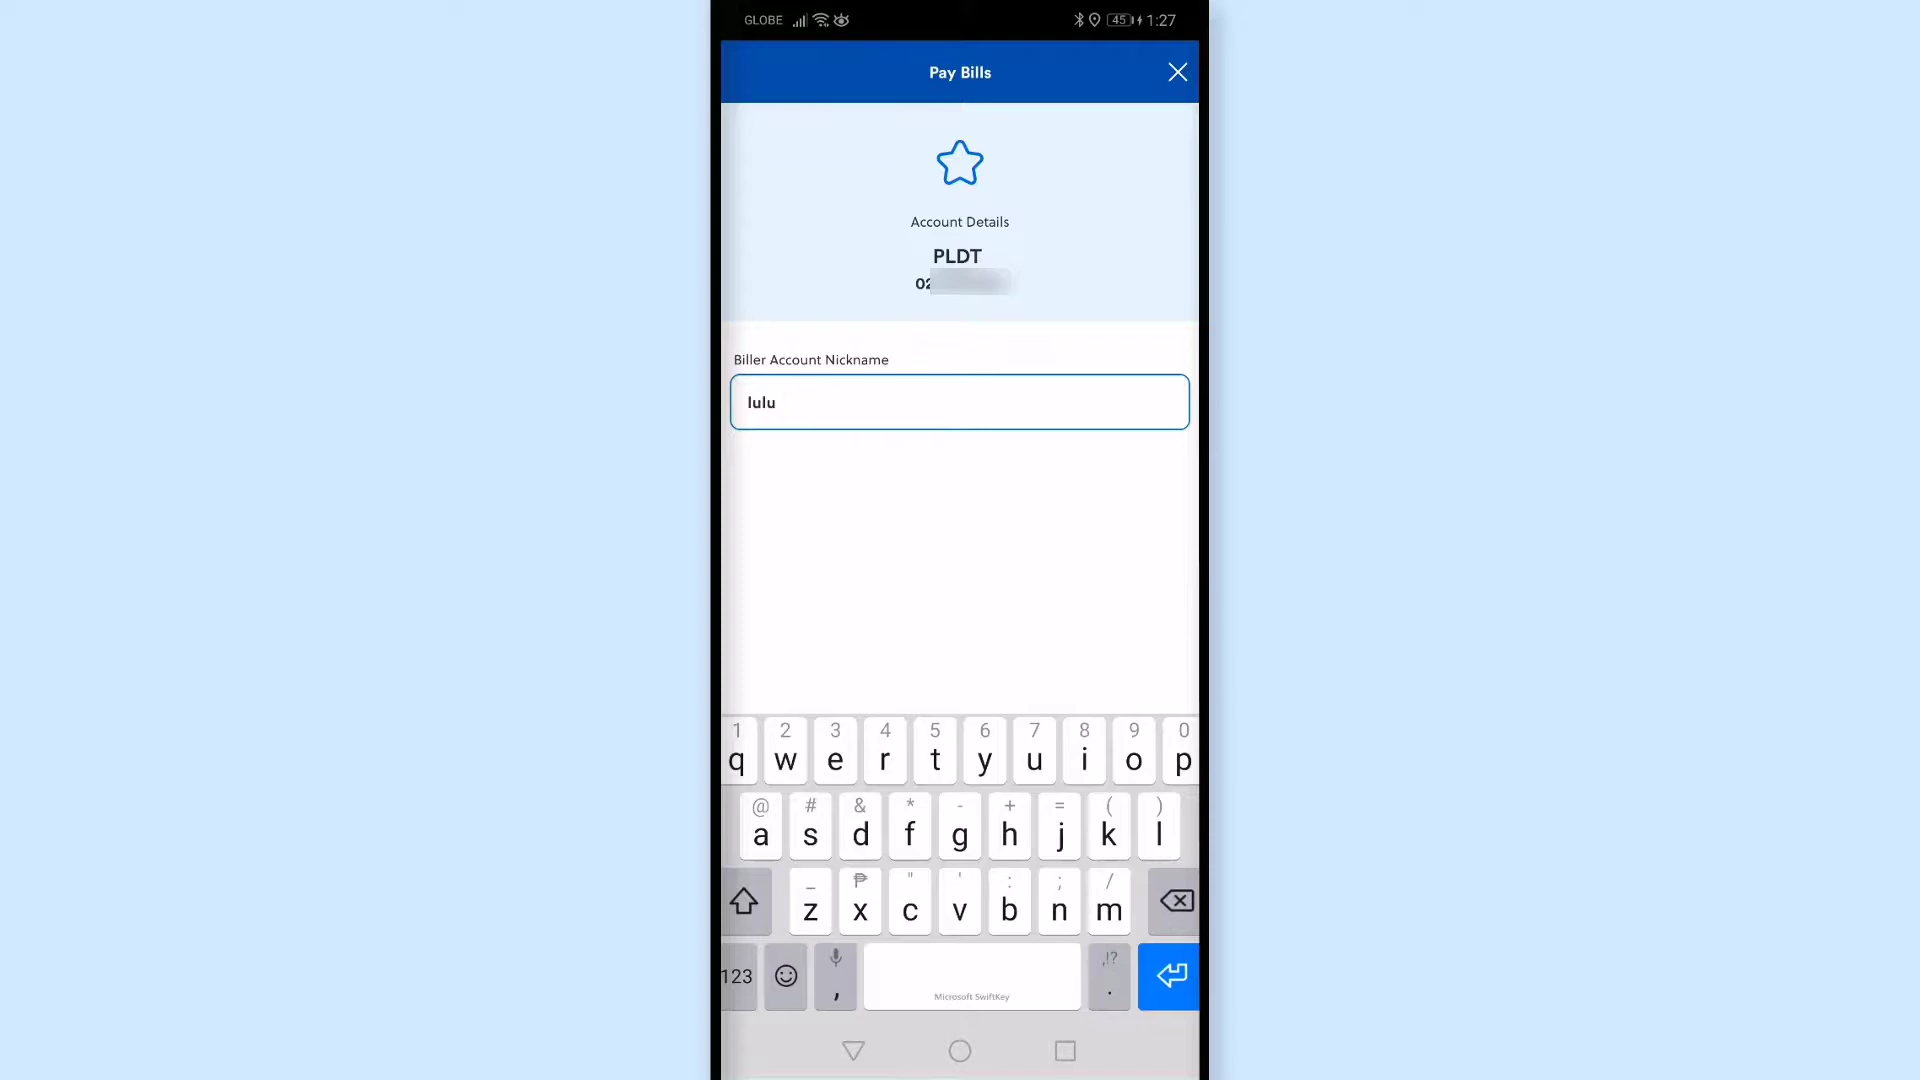 GLOBE 45 1:27
Pay Bills
Account Details
PLDT
02
Biller Account Nickname
lulu
1 2 3 4 5 6 7 8 9 0
q w e r t y u i o p
@ # & * - + = ( )
a s d f g h j k l
_ ₱ " ' : ; /
z x c v b n m
,!?
123 , .
Microsoft SwiftKey